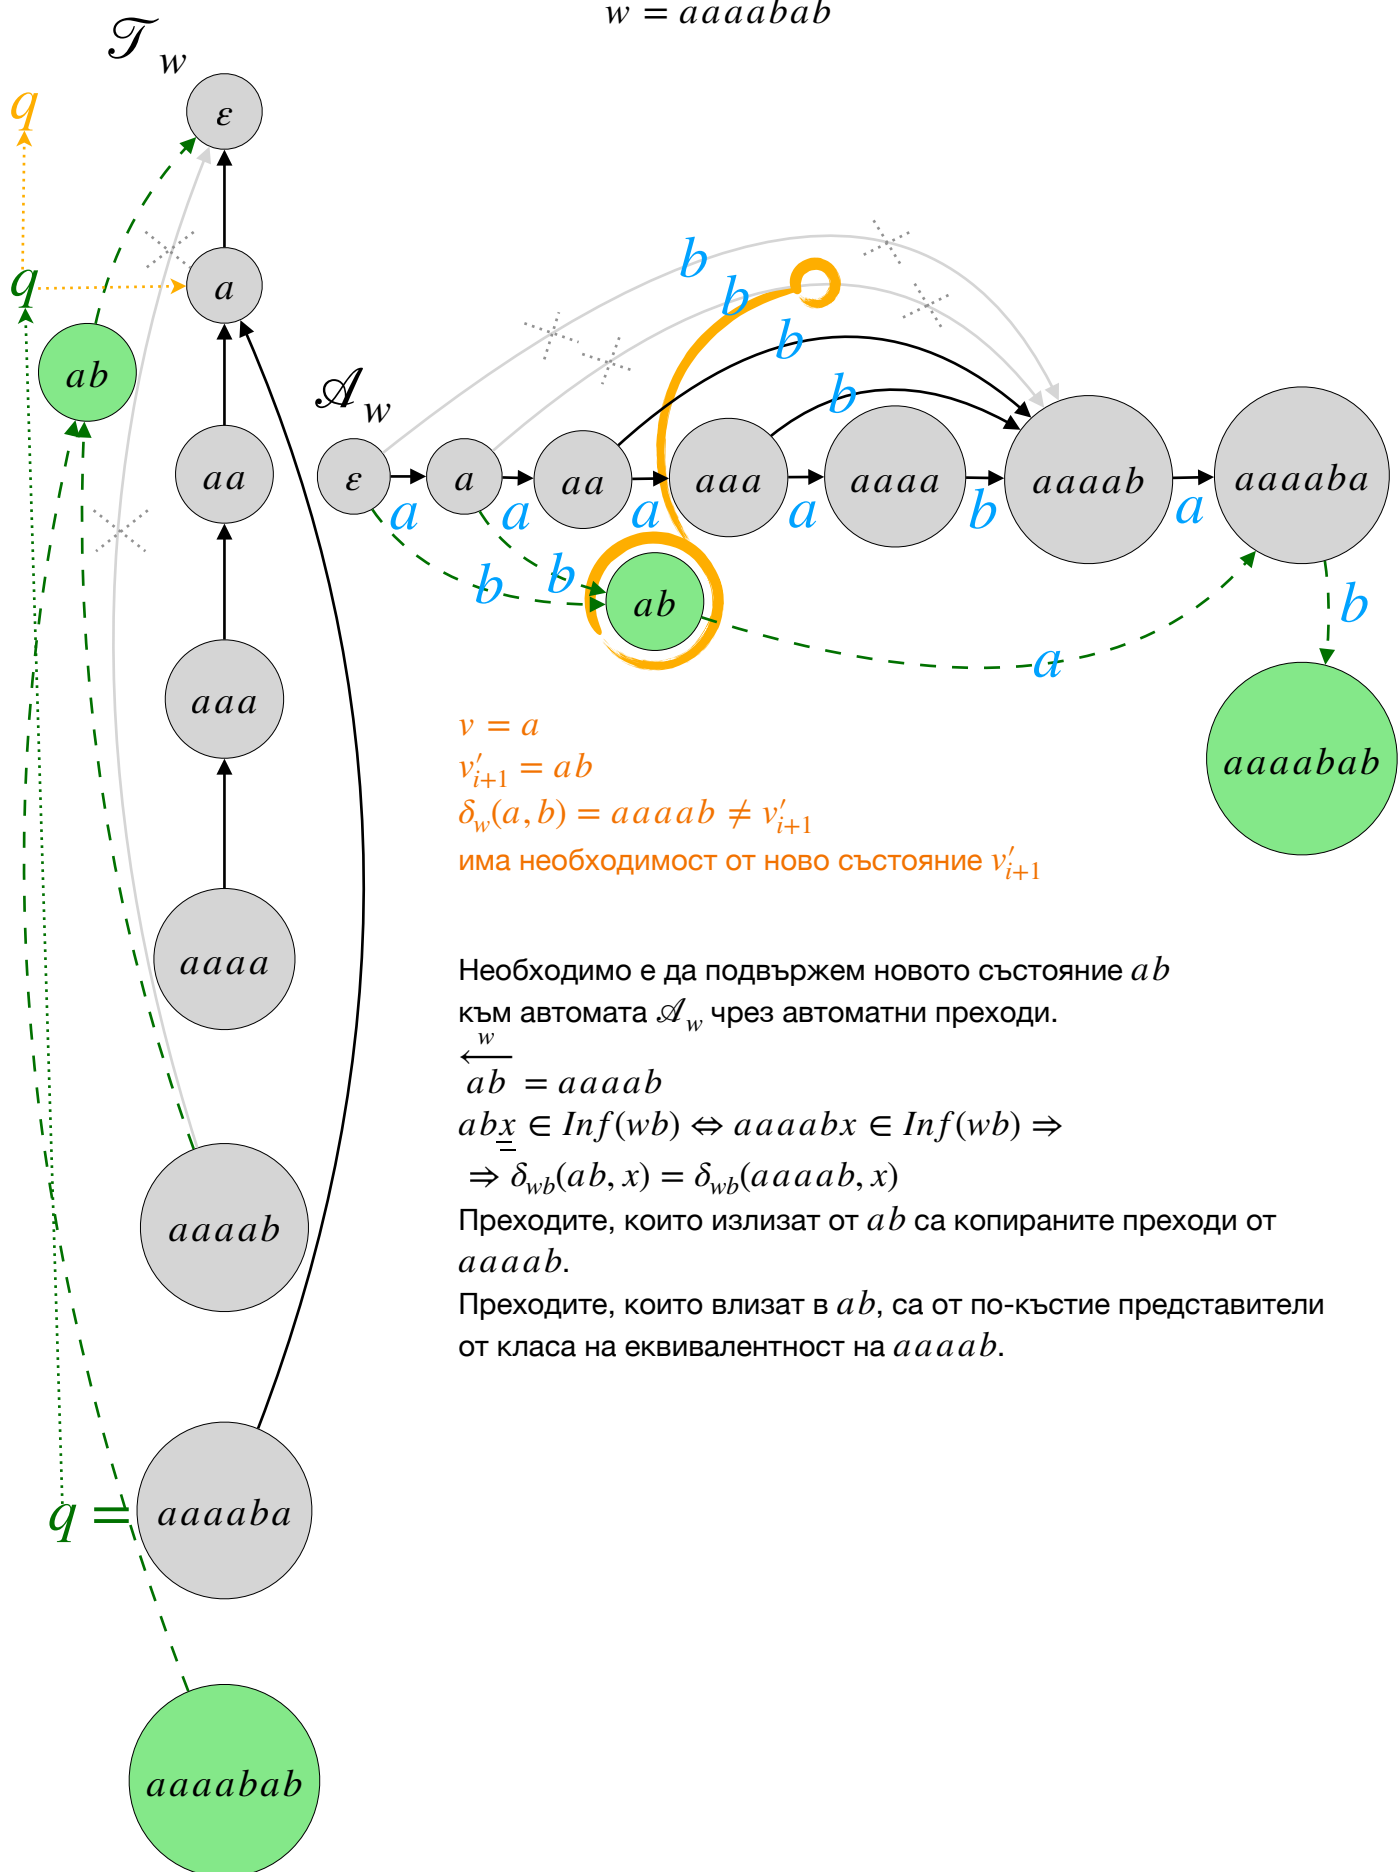 w = aaaabab
𝒯w
q
ε
q
a
ab
aa
aaa
aaaa
aaaab
q =
aaaaba
aaaabab
𝒜w
b
b
b
b
ε
a
aa
aaa
aaaa
aaaab
aaaaba
a
a
a
a
b
a
b
b
ab
a
b
aaaabab
v = a
v′i+1 = ab
δw(a, b) = aaaab ≠ v′i+1
има необходимост от ново състояние v′i+1
Необходимо е да подвържем новото състояние ab
към автомата 𝒜w чрез автоматни преходи.
w
←
ab = aaaab
abx ∈ Inf(wb) ⇔ aaaabx ∈ Inf(wb) ⇒
⇒ δwb(ab, x) = δwb(aaaab, x)
Преходите, които излизат от ab са копираните преходи от
aaaab.
Преходите, които влизат в ab, са от по-къстие представители
от класа на еквивалентност на aaaab.